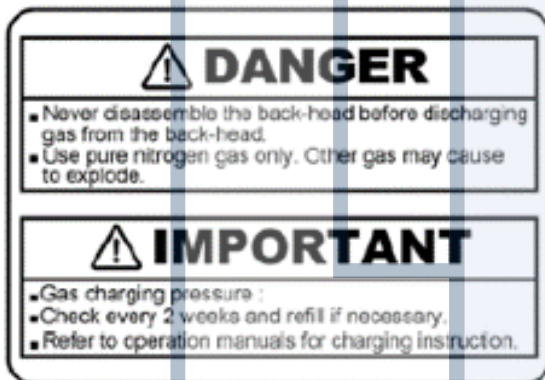 DANGER
▪ Never disassemble the back-head before discharging
gas from the back-head.
▪ Use pure nitrogen gas only. Other gas may cause
to explode.
IMPORTANT
▪ Gas charging pressure :
▪ Check every 2 weeks and refill if necessary.
▪ Refer to operation manuals for charging instruction.